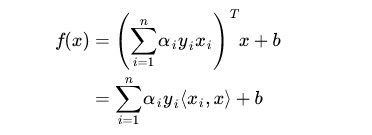 f(x) = (∑_{i=1}^{n} α_i y_i x_i)^T x + b
= ∑_{i=1}^{n} α_i y_i ⟨x_i, x⟩ + b